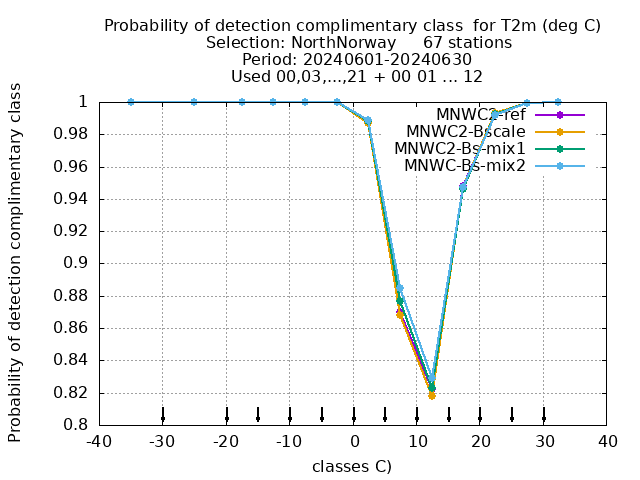 Probability of detection complimentary class  for T2m (deg C)
Selection: NorthNorway     67 stations
Period: 20240601-20240630
Used 00,03,...,21 + 00 01 ... 12
Probability of detection complimentary class
1
0.98
0.96
0.94
0.92
0.9
0.88
0.86
0.84
0.82
0.8
MNWC2-ref
MNWC2-Bscale
MNWC2-Bs-mix1
MNWC-Bs-mix2
-40 -30 -20 -10 0 10 20 30 40
classes C)